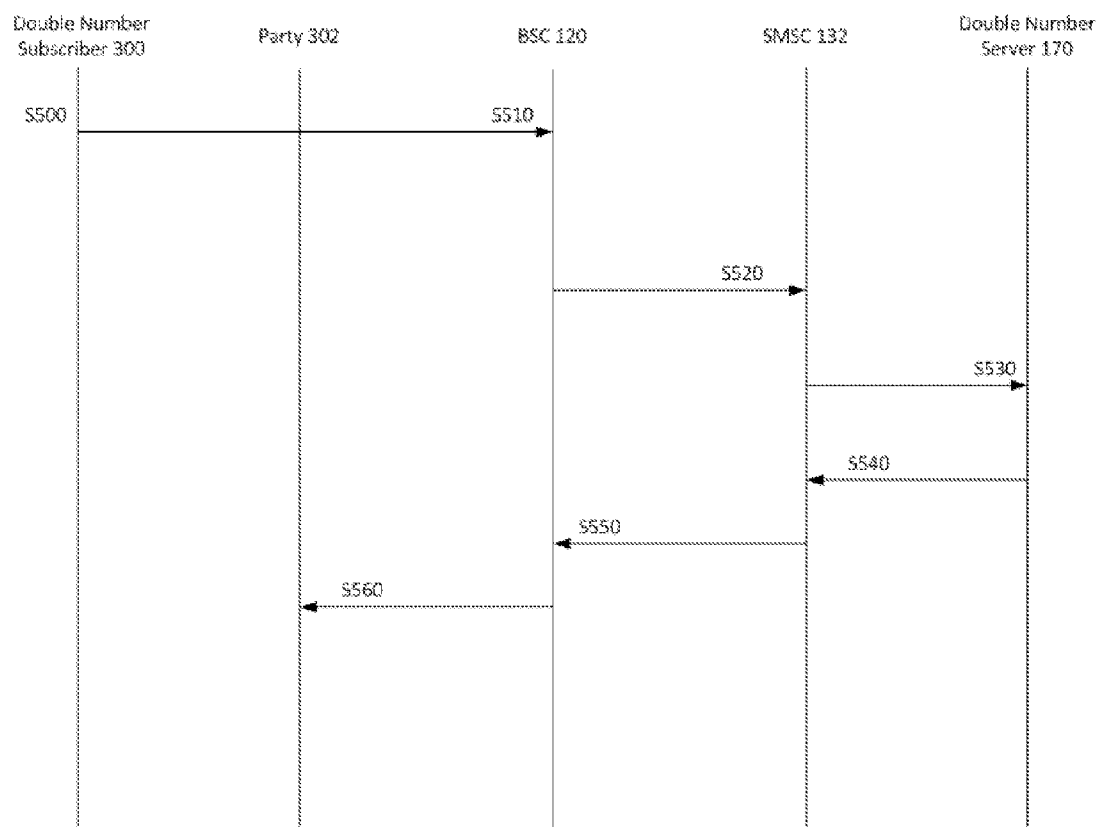 Double Number
Subscriber 300
Party 302
BSC 120
SMSC 132
Double Number
Server 170
S500
S510
S520
S530
S540
S550
S560